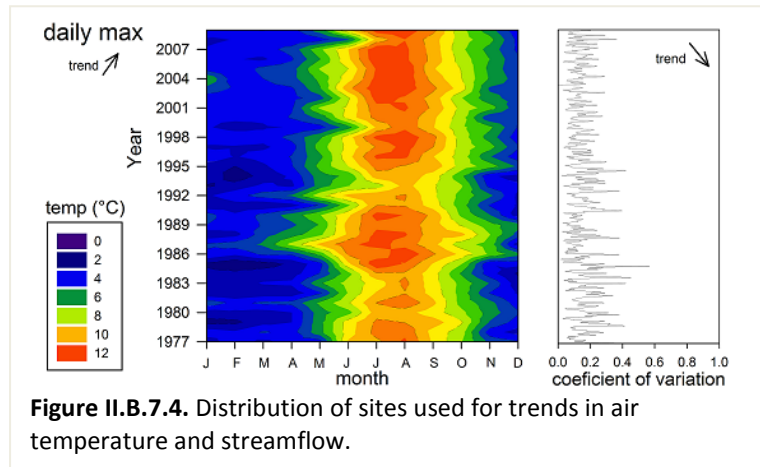 daily max
trend
trend
Year
2007
2004
2001
1998
1995
1992
1989
1986
1983
1980
1977
temp (°C)
0
2
4
6
8
10
12
J F M A M J J A S O N D
month
0.0 0.2 0.4 0.6 0.8 1.0
coeficient of variation
Figure II.B.7.4. Distribution of sites used for trends in air
temperature and streamflow.